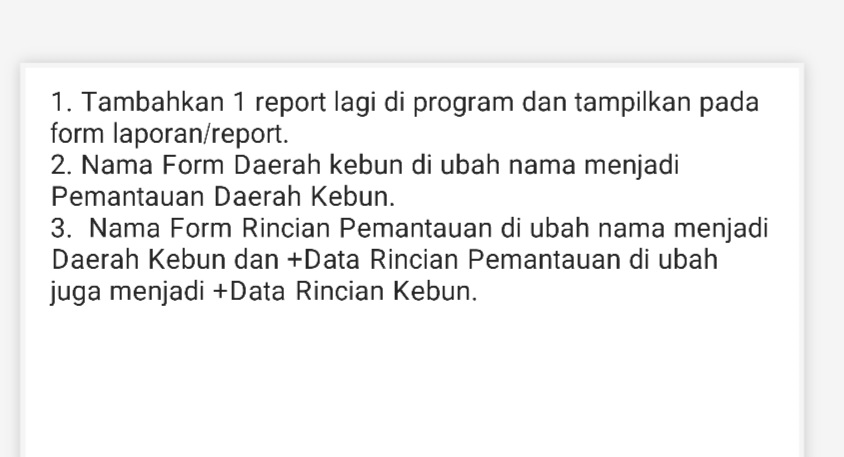 1. Tambahkan 1 report lagi di program dan tampilkan pada
form laporan/report.
2. Nama Form Daerah kebun di ubah nama menjadi
Pemantauan Daerah Kebun.
3. Nama Form Rincian Pemantauan di ubah nama menjadi
Daerah Kebun dan +Data Rincian Pemantauan di ubah
juga menjadi +Data Rincian Kebun.